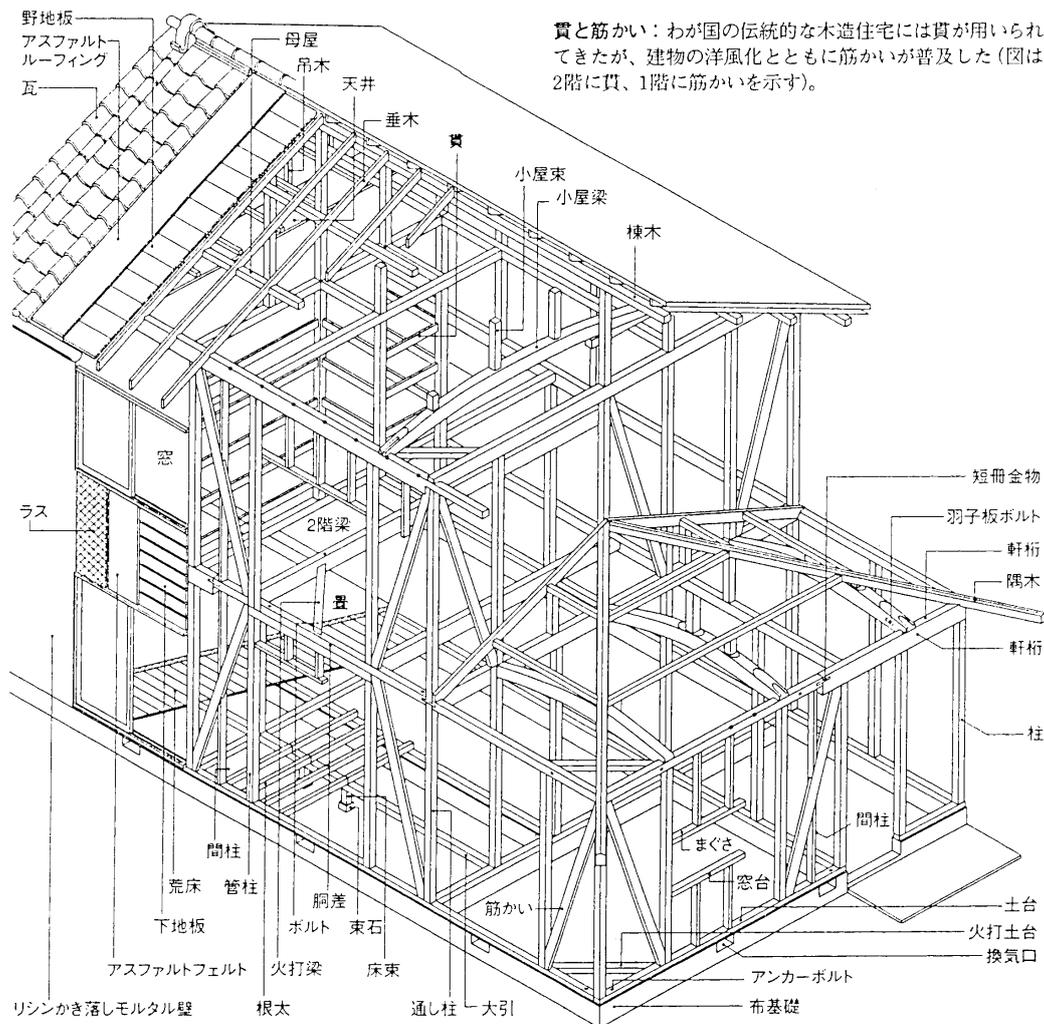 貫と筋かい：わが国の伝統的な木造住宅には貫が用いられ
てきたが、建物の洋風化とともに筋かいが普及した（図は
2階に貫、1階に筋かいを示す）。
野地板
アスファルト
ルーフィング
瓦
母屋
吊木
天井
垂木
貫
小屋束
小屋梁
棟木
窓
ラス
2階梁
畳
短冊金物
羽子板ボルト
軒桁
隅木
軒桁
柱
間柱
まぐさ
窓台
筋かい
土台
火打土台
換気口
アンカーボルト
布基礎
間柱
荒床
管柱
胴差
下地板
ボルト
束石
アスファルトフェルト
火打梁
床束
リシンかき落しモルタル壁
根太
通し柱
大引